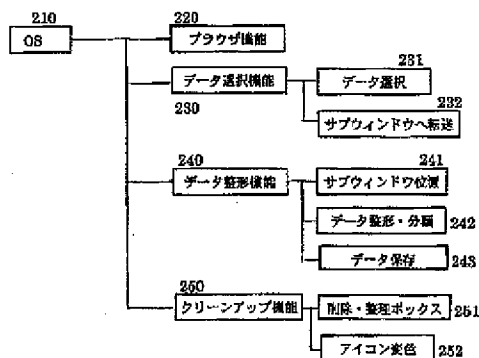 210
OS
220
ブラウザ機能
データ選択機能
230
231
データ選択
232
サブウィンドウへ転送
240
データ整形機能
241
サブウィンドウ位置
データ整形・分類
242
データ保存
243
250
クリーンアップ機能
削除・整理ボックス
251
アイコン変色
252